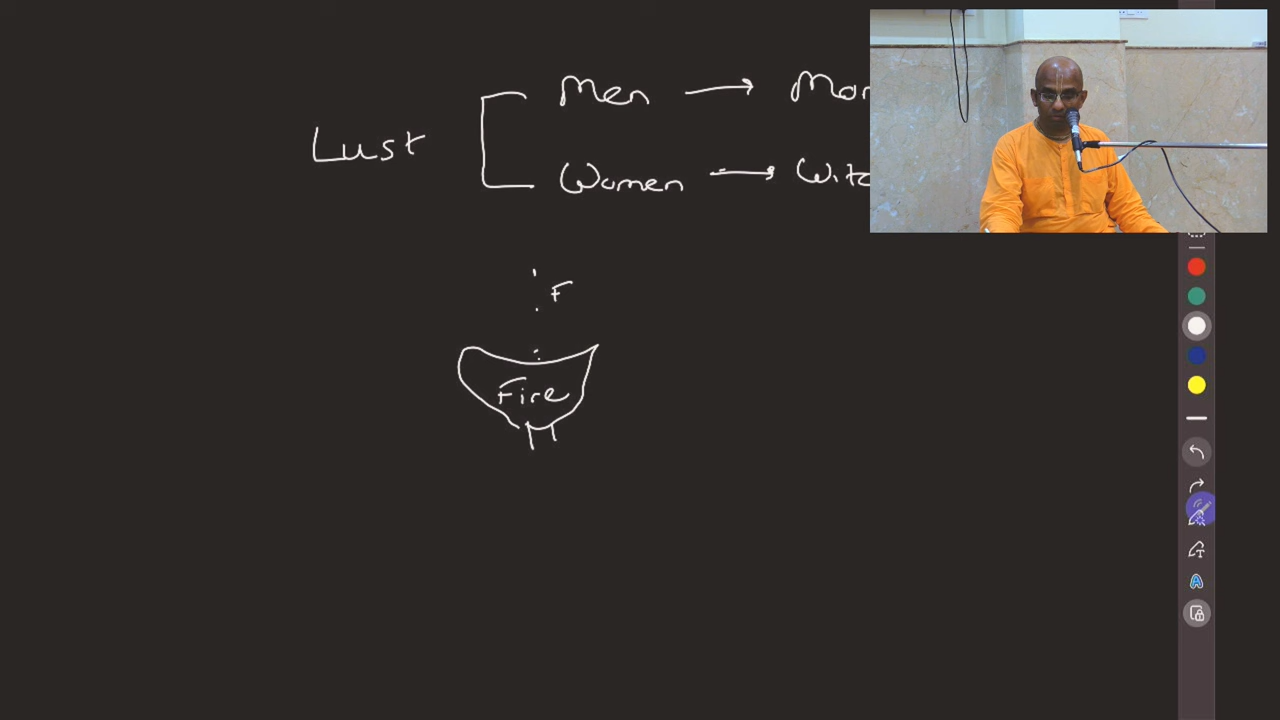 Men → Mon
Lust
Women → Witc
F
Fire